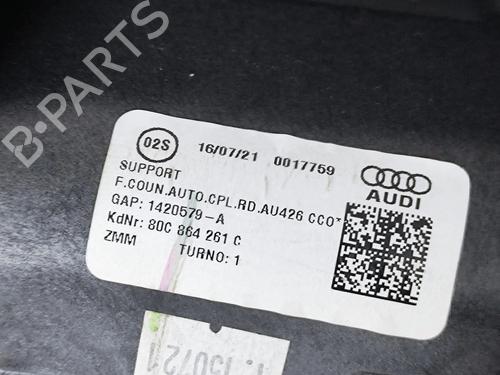 B-PARTS
02S 16/07/21 0017759
SUPPORT
F.COUN.AUTO.CPL.RD.AU426 CCO*
GAP: 1420579-A
KdNr: 80C 864 261 C
ZMM TURNO: 1
AUDI
150721